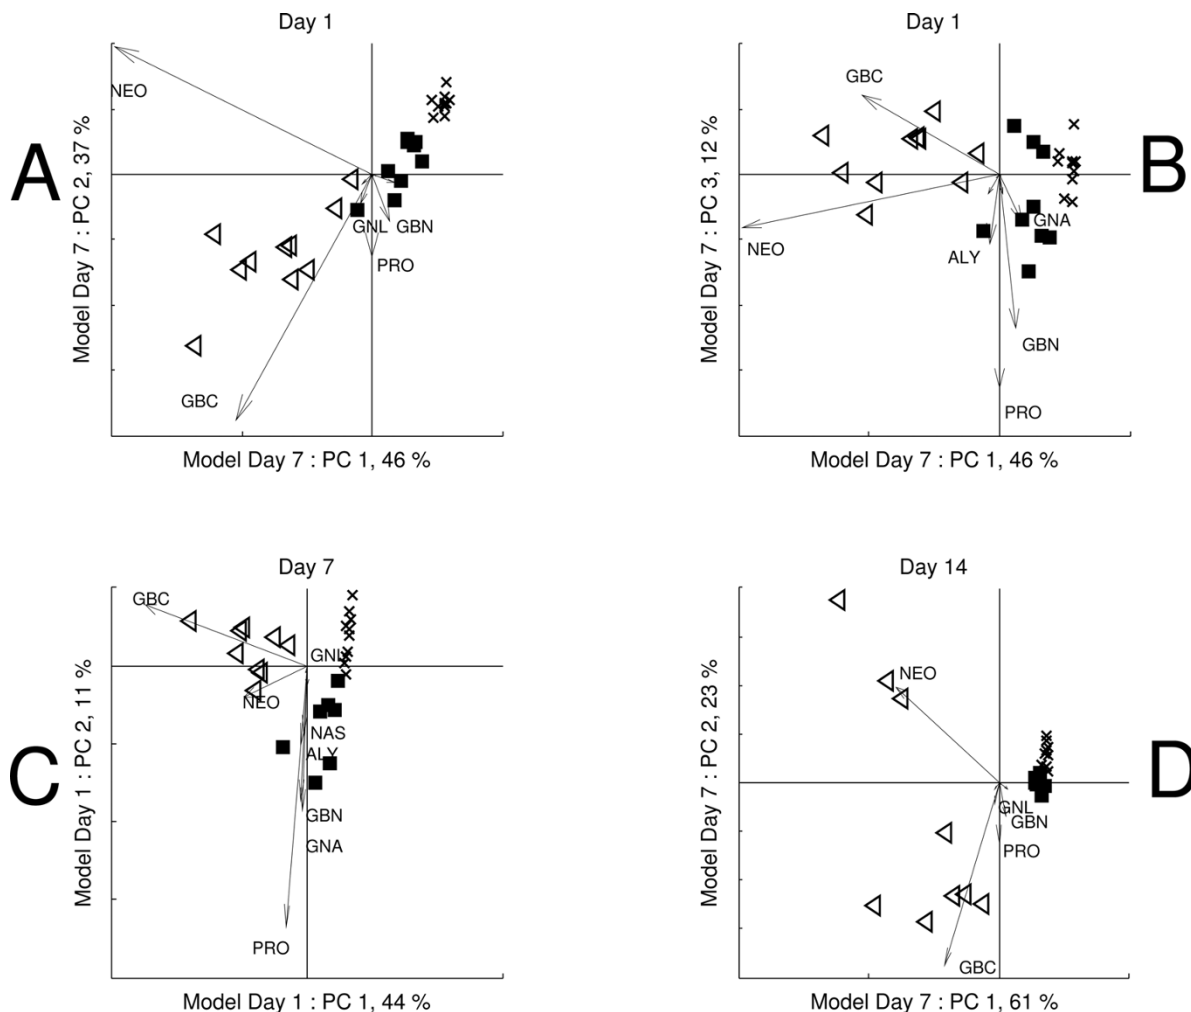 Day 1
NEO
A
Model Day 7 : PC 2, 37 %
GNL
GBN
PRO
GBC
Model Day 7 : PC 1, 46 %
Day 1
GBC
B
Model Day 7 : PC 3, 12 %
GNA
NEO
ALY
GBN
PRO
Model Day 7 : PC 1, 46 %
Day 7
GBC
GNL
NEO
C
Model Day 1 : PC 2, 11 %
NAS
ALY
GBN
GNA
PRO
Model Day 1 : PC 1, 44 %
Day 14
NEO
D
Model Day 7 : PC 2, 23 %
GNL
GBN
PRO
GBC
Model Day 7 : PC 1, 61 %